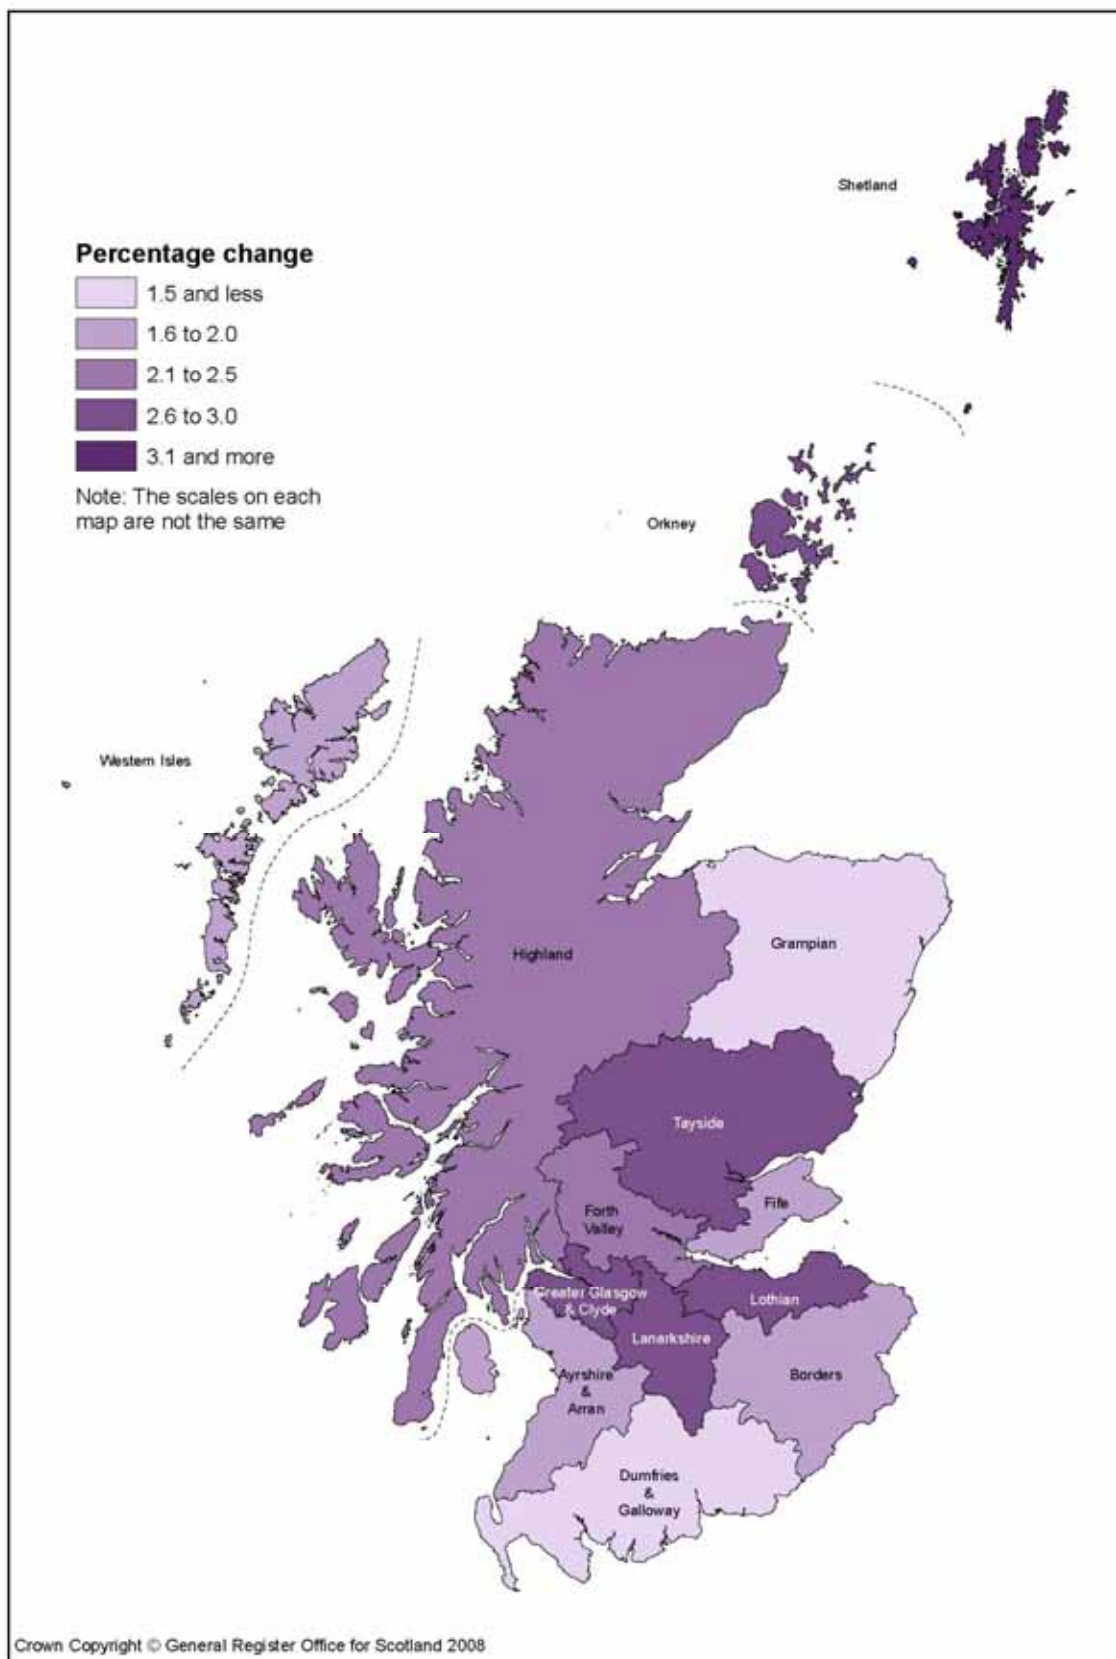 Shetland
Percentage change
1.5 and less
1.6 to 2.0
2.1 to 2.5
2.6 to 3.0
3.1 and more
Note: The scales on each
map are not the same
Orkney
Western Isles
Highland
Grampian
Tayside
Fife
Forth
Valley
Greater Glasgow
& Clyde
Lothian
Lanarkshire
Borders
Ayrshire
&
Arran
Dumfries
&
Galloway
Crown Copyright © General Register Office for Scotland 2008